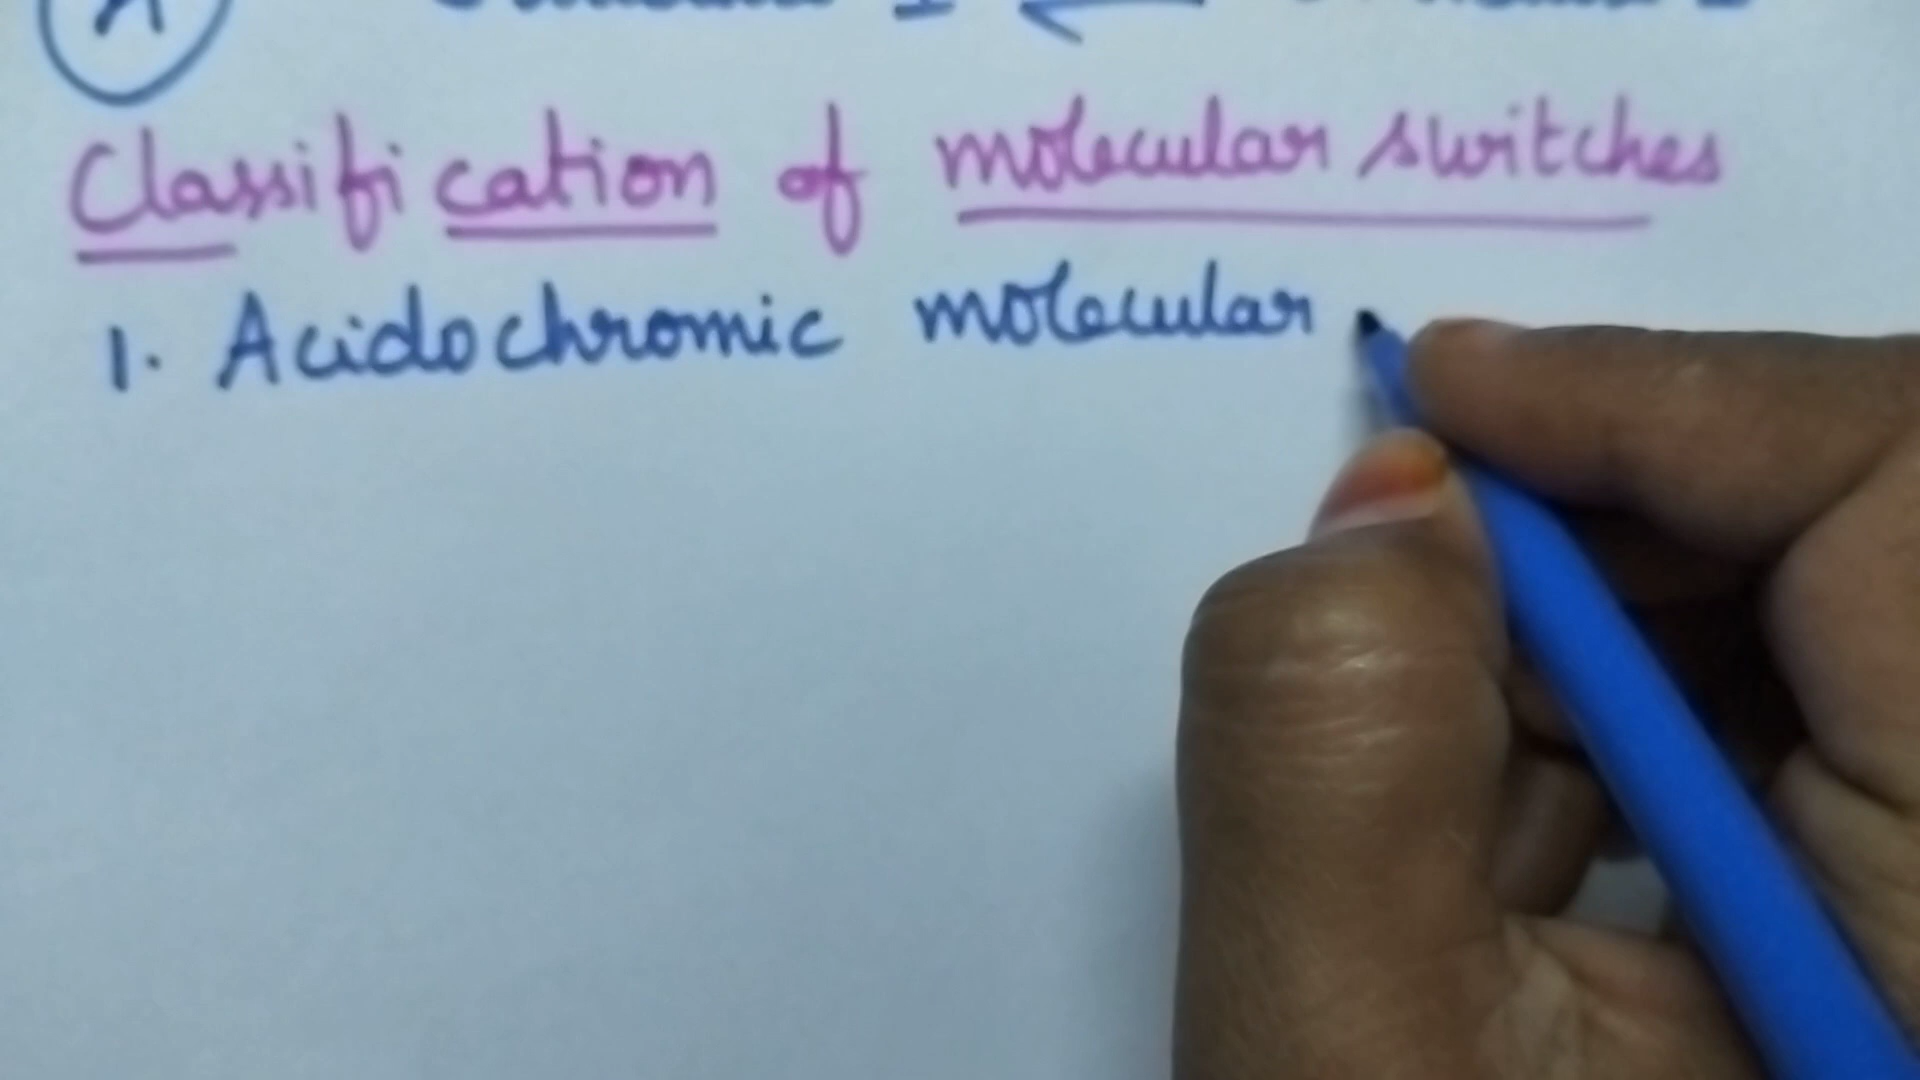 Classification of molecular switches
1. Acidochromic molecular